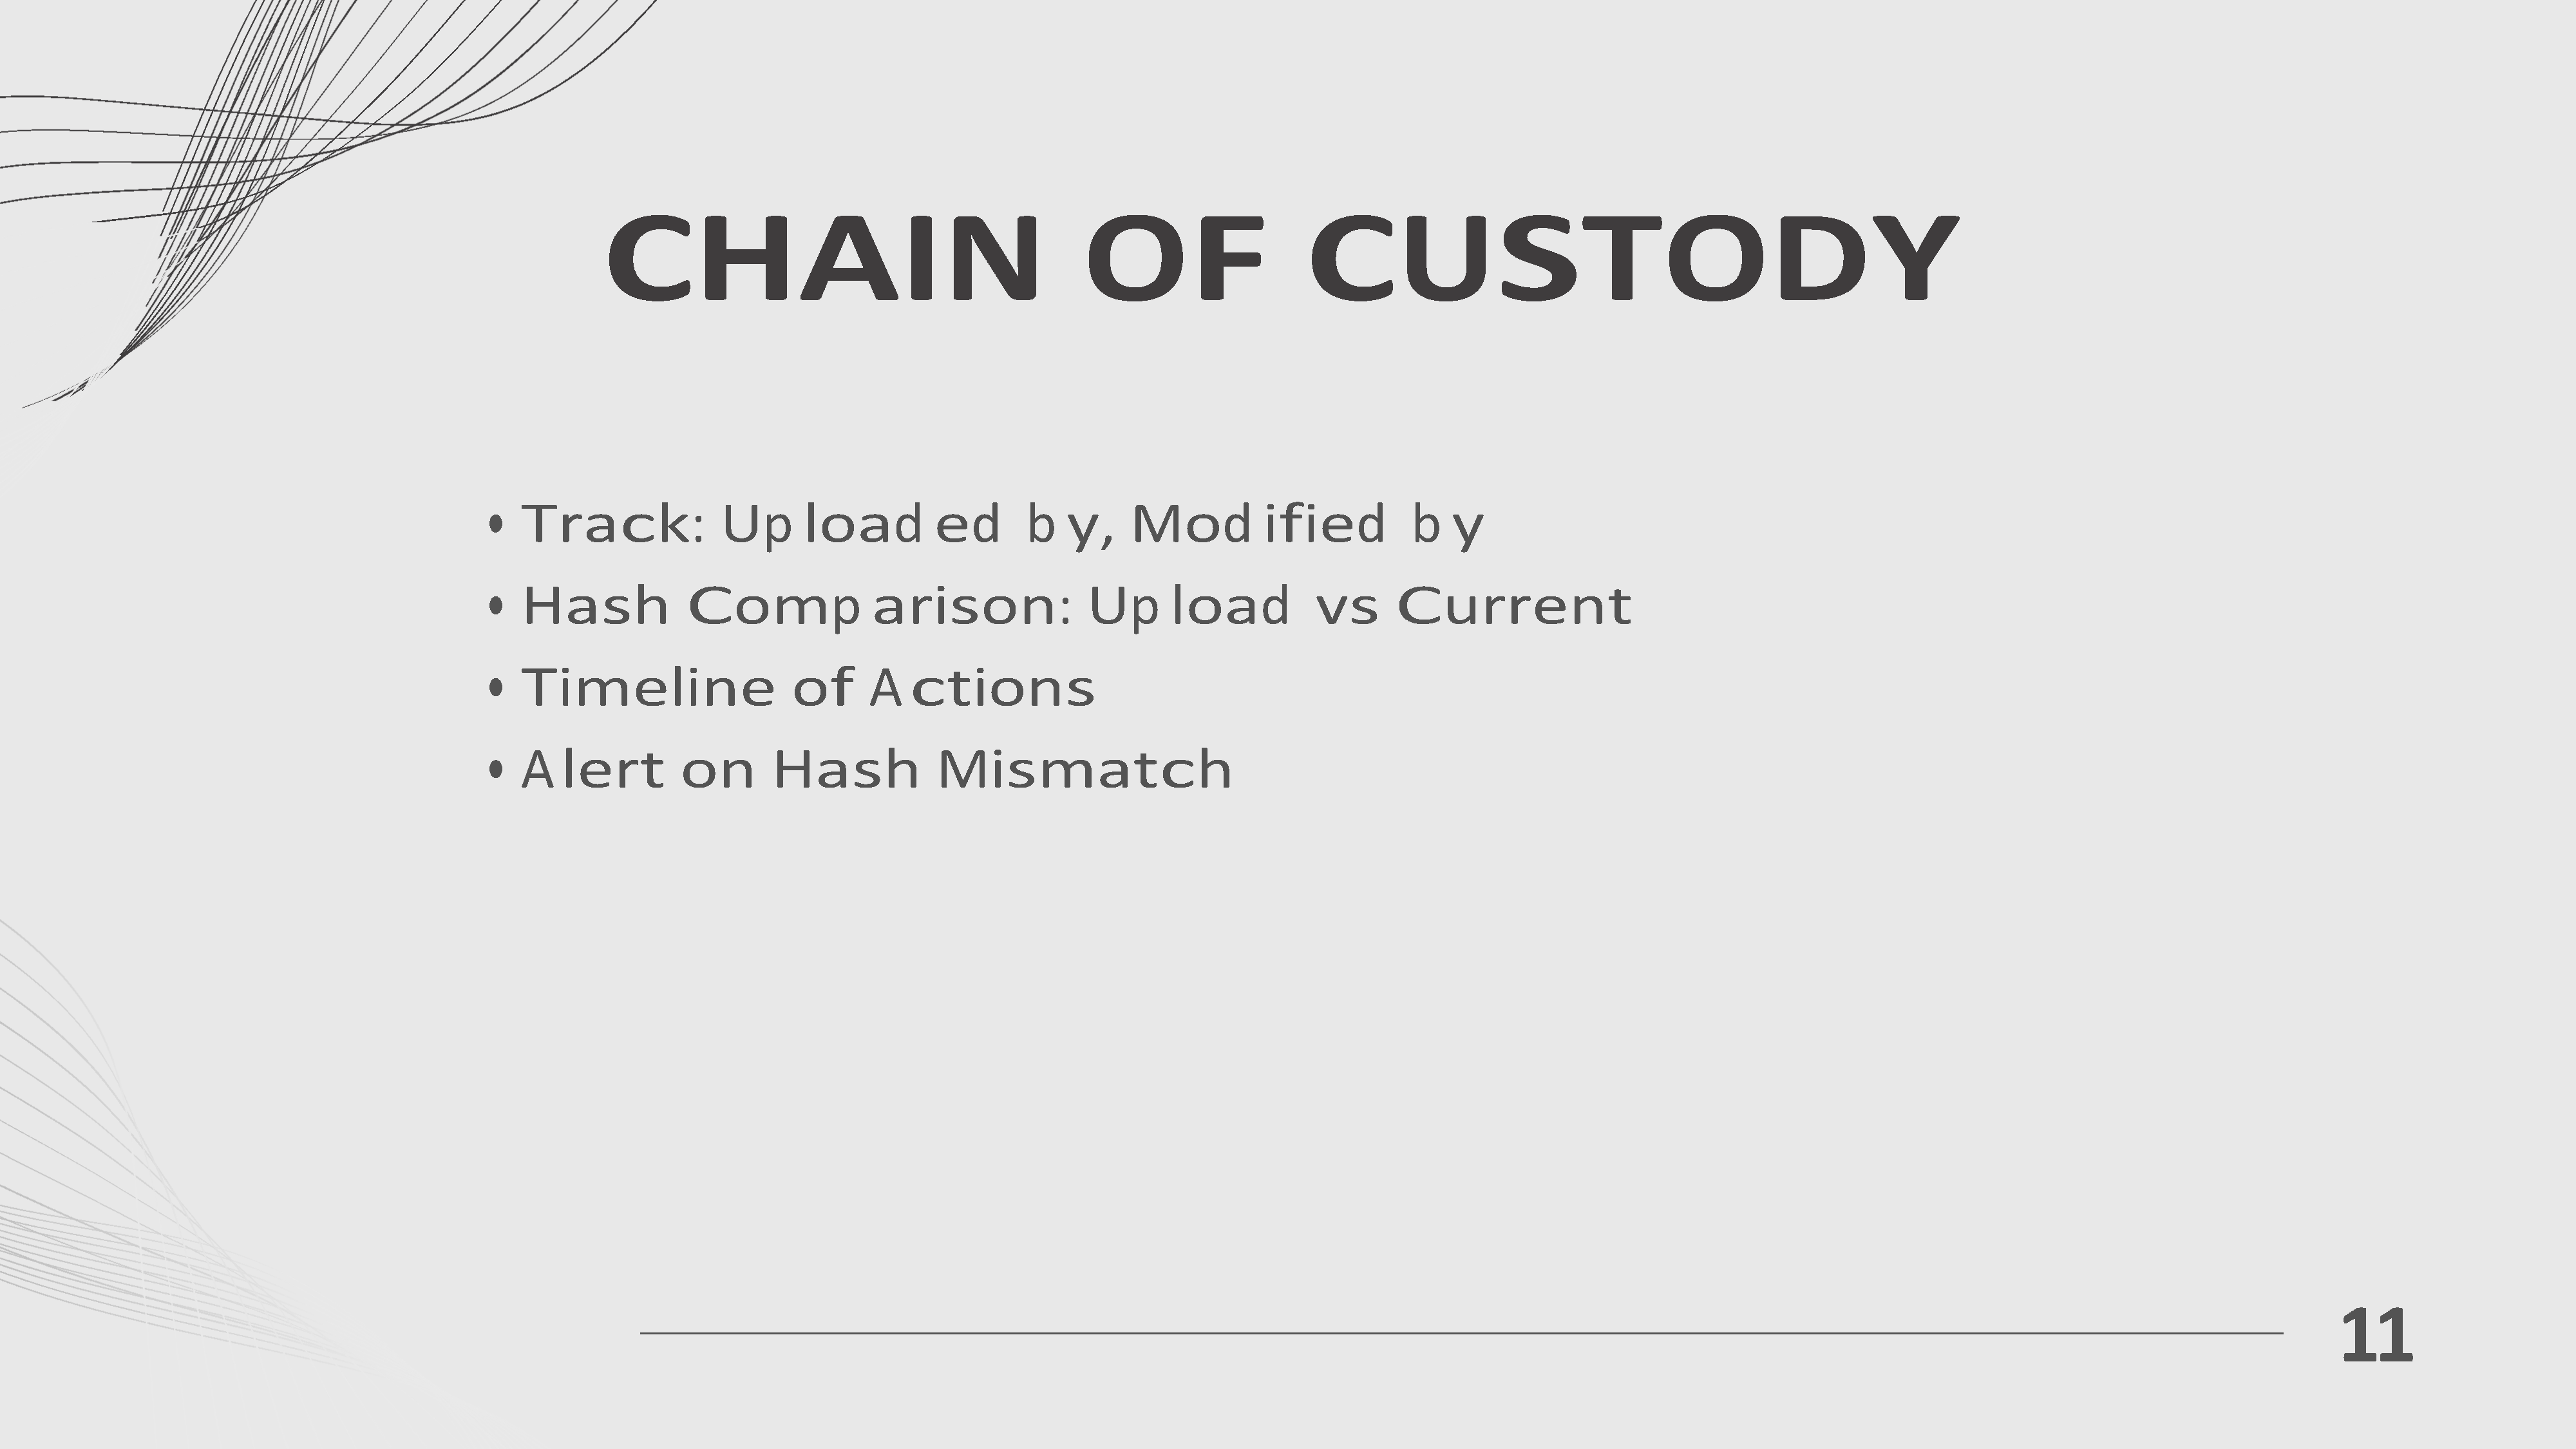 CHAIN OF CUSTODY
• Track: Uploaded by, Modified by
• Hash Comparison: Upload vs Current
• Timeline of Actions
• Alert on Hash Mismatch
11